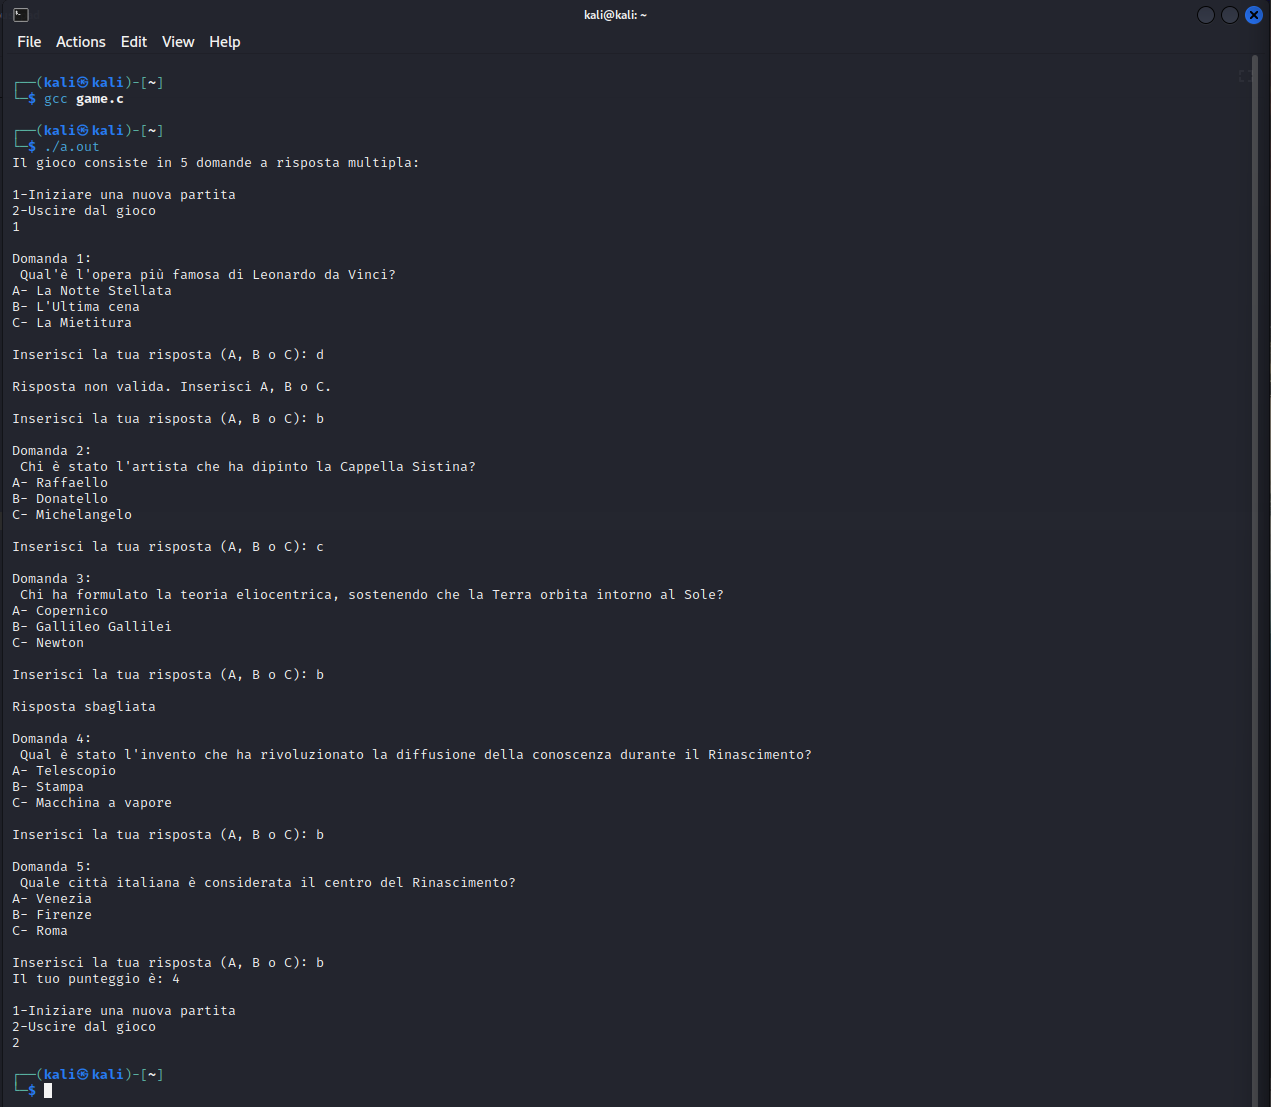 kali@kali: ~
File Actions Edit View Help
┌──(kali㉿kali)-[~]
└─$ gcc game.c
┌──(kali㉿kali)-[~]
└─$ ./a.out
Il gioco consiste in 5 domande a risposta multipla:
1-Iniziare una nuova partita
2-Uscire dal gioco
1
Domanda 1:
Qual'è l'opera più famosa di Leonardo da Vinci?
A- La Notte Stellata
B- L'Ultima cena
C- La Mietitura
Inserisci la tua risposta (A, B o C): d
Risposta non valida. Inserisci A, B o C.
Inserisci la tua risposta (A, B o C): b
Domanda 2:
Chi è stato l'artista che ha dipinto la Cappella Sistina?
A- Raffaello
B- Donatello
C- Michelangelo
Inserisci la tua risposta (A, B o C): c
Domanda 3:
Chi ha formulato la teoria eliocentrica, sostenendo che la Terra orbita intorno al Sole?
A- Copernico
B- Gallileo Gallilei
C- Newton
Inserisci la tua risposta (A, B o C): b
Risposta sbagliata
Domanda 4:
Qual è stato l'invento che ha rivoluzionato la diffusione della conoscenza durante il Rinascimento?
A- Telescopio
B- Stampa
C- Macchina a vapore
Inserisci la tua risposta (A, B o C): b
Domanda 5:
Quale città italiana è considerata il centro del Rinascimento?
A- Venezia
B- Firenze
C- Roma
Inserisci la tua risposta (A, B o C): b
Il tuo punteggio è: 4
1-Iniziare una nuova partita
2-Uscire dal gioco
2
┌──(kali㉿kali)-[~]
└─$